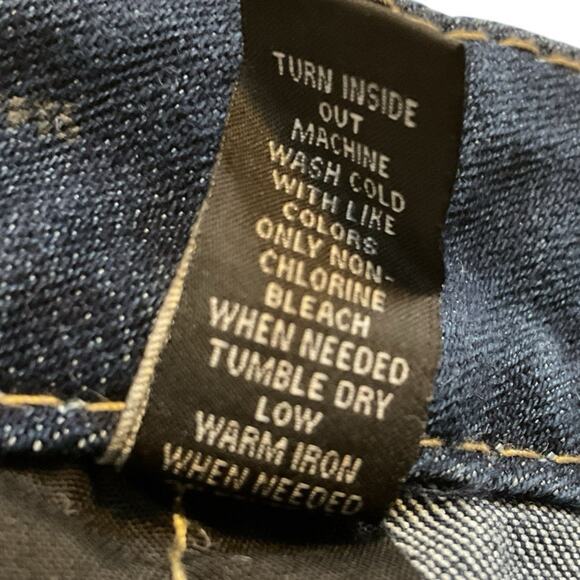 TURN INSIDE
OUT
MACHINE
WASH COLD
WITH LIKE
COLORS
ONLY NON-
CHLORINE
BLEACH
WHEN NEEDED
TUMBLE DRY
LOW
WARM IRON
WHEN NEEDED